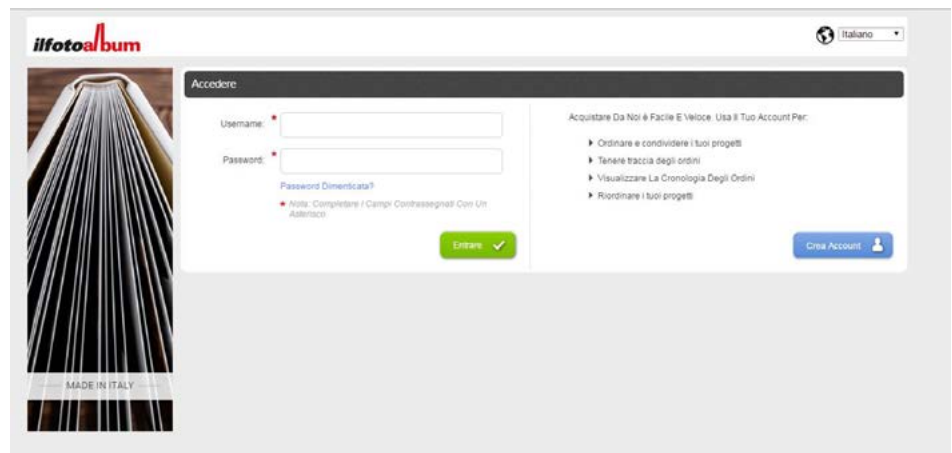 ilfotoalbum
Italiano
Accedere
Username: *
Password: *
Password Dimenticata?
* Nota: Completare I Campi Contrassegnati Con Un
Asterisco
Entrare
Acquistare Da Noi è Facile E Veloce. Usa Il Tuo Account Per:
Ordinare e condividere i tuoi progetti
Tenere traccia degli ordini
Visualizzare La Cronologia Degli Ordini
Riordinare i tuoi progetti
Crea Account
MADE IN ITALY